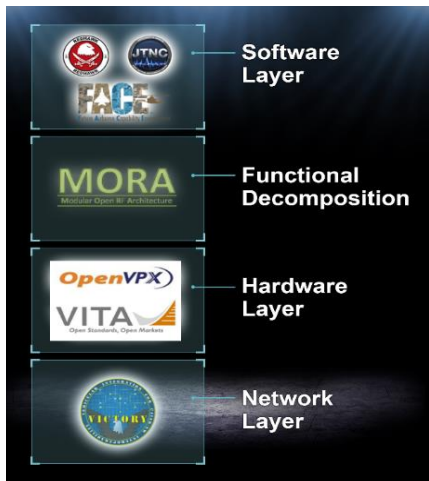 REDHAWK
JTNC
Software
Layer
FACE
MORA
Modular Open RF Architecture
Functional
Decomposition
OpenVPX
VITA
Open Standards, Open Markets
Hardware
Layer
VICTORY
Network
Layer